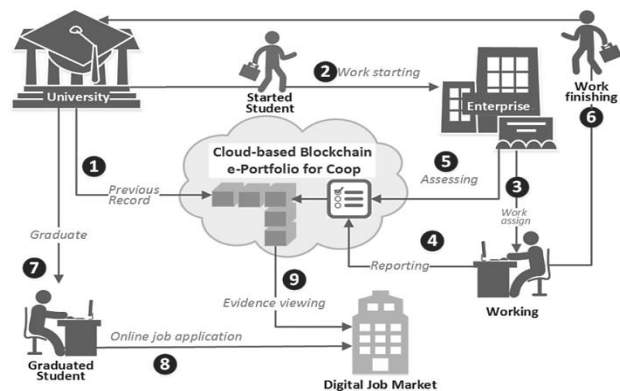 University
Started
Student
2
Work starting
Enterprise
Work
finishing
6
1
Previous
Record
Cloud-based Blockchain
e-Portfolio for Coop
5
Assessing
3
Work
assign
4
Reporting
Working
Graduate
7
Graduated
Student
Online job application
8
9
Evidence viewing
Digital Job Market